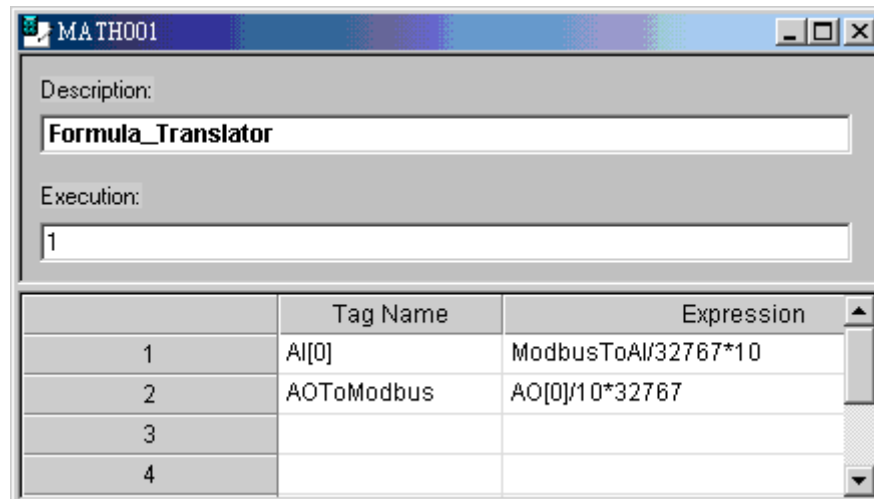 MATH001
Description:
Formula_Translator
Execution:
1
Tag Name Expression
1 AI[0] ModbusToAI/32767*10
2 AOToModbus AO[0]/10*32767
3
4